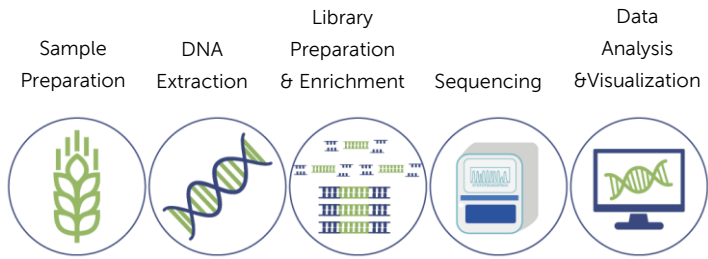 Sample
Preparation
DNA
Extraction
Library
Preparation
& Enrichment
Sequencing
Data
Analysis
&Visualization